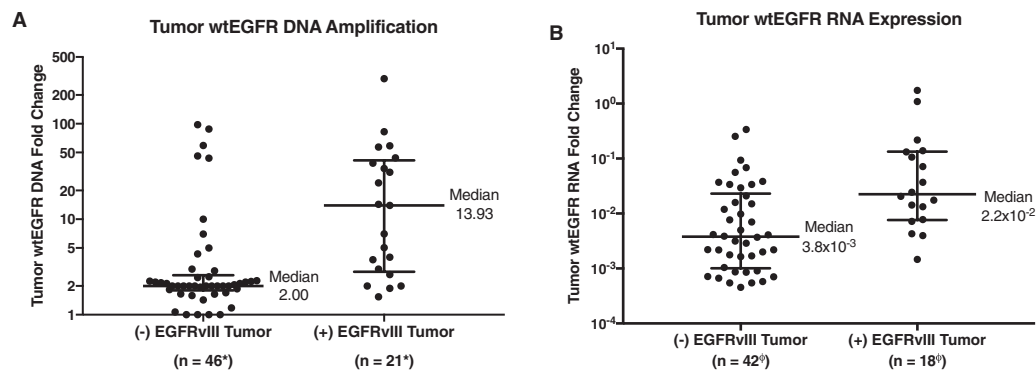 A
Tumor wtEGFR DNA Amplification
Tumor wtEGFR DNA Fold Change
500
200
100
50
20
10
5
2
1
Median
2.00
Median
13.93
(-) EGFRvIII Tumor
(n = 46*)
(+) EGFRvIII Tumor
(n = 21*)
B
Tumor wtEGFR RNA Expression
Tumor wtEGFR RNA Fold Change
10¹
10⁰
10⁻¹
10⁻²
10⁻³
10⁻⁴
Median
3.8x10⁻³
Median
2.2x10⁻²
(-) EGFRvIII Tumor
(n = 42ᶲ)
(+) EGFRvIII Tumor
(n = 18ᶲ)